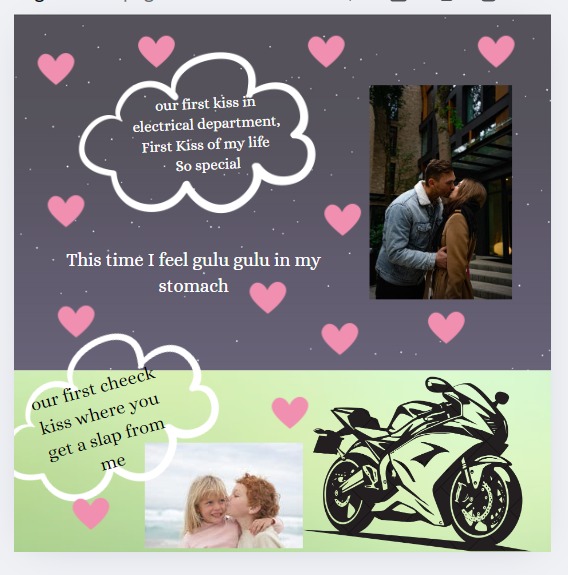 our first kiss in
electrical department,
First Kiss of my life
So special
This time I feel gulu gulu in my
stomach
our first cheeck
kiss where you
get a slap from
me